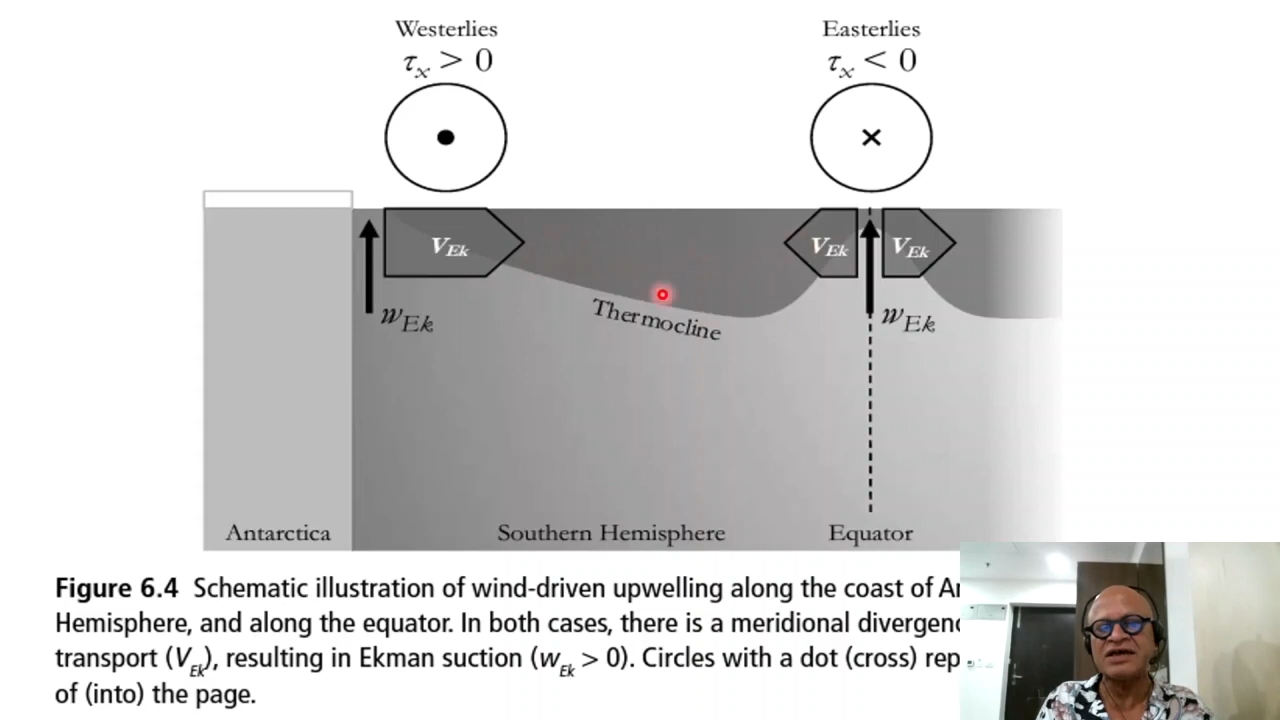 Westerlies
τx > 0
Easterlies
τx < 0
VEk
VEk
VEk
wEk
wEk
Thermocline
Antarctica
Southern Hemisphere
Equator
Figure 6.4 Schematic illustration of wind-driven upwelling along the coast of
Hemisphere, and along the equator. In both cases, there is a meridional
transport (VEk), resulting in Ekman suction (wEk > 0). Circles with a dot (cross)
of (into) the page.